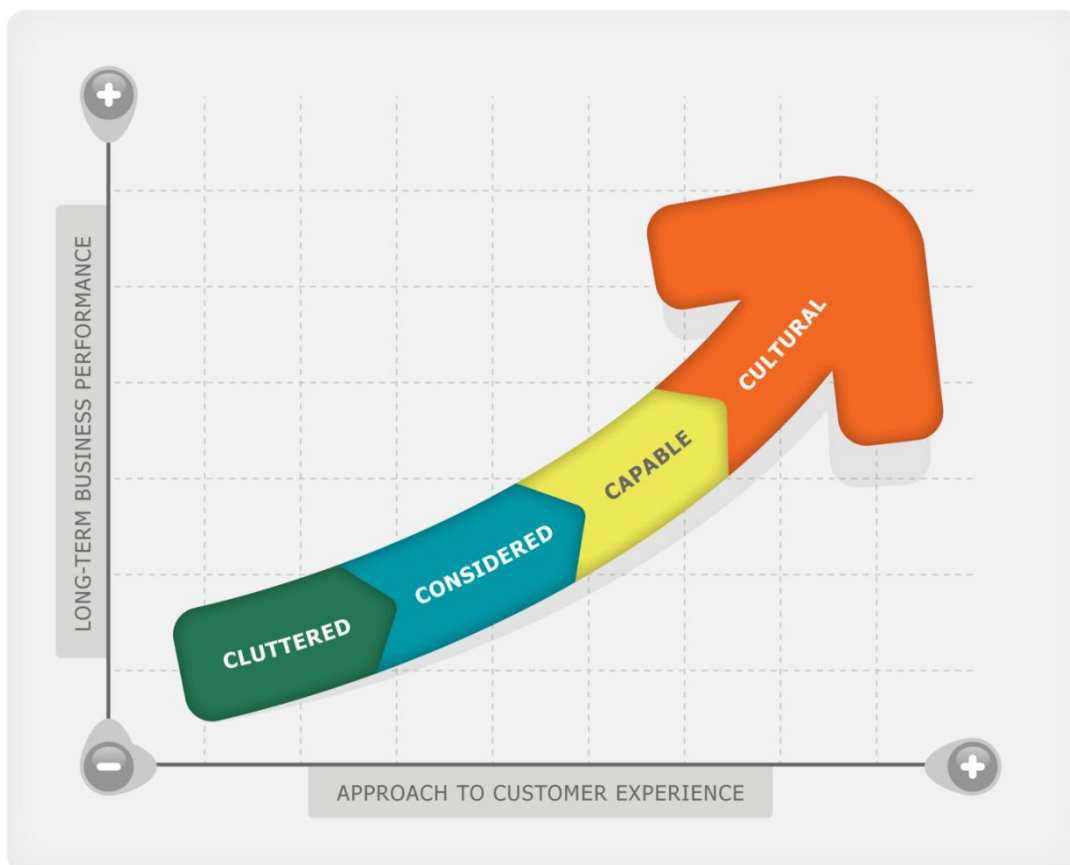 LONG-TERM BUSINESS PERFORMANCE
CULTURAL
CAPABLE
CONSIDERED
CLUTTERED
APPROACH TO CUSTOMER EXPERIENCE